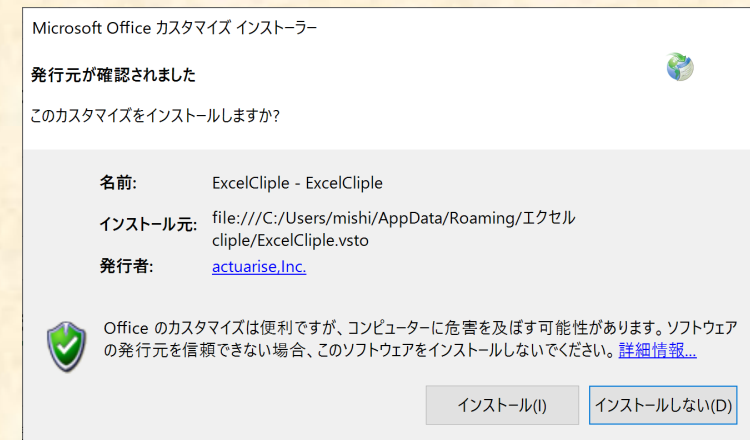 Microsoft Office カスタマイズ インストーラー
発行元が確認されました
このカスタマイズをインストールしますか?
名前: ExcelCliple - ExcelCliple
インストール元: file:///C:/Users/mishi/AppData/Roaming/エクセル
cliple/ExcelCliple.vsto
発行者: actuarise,Inc.
Office のカスタマイズは便利ですが、コンピューターに危害を及ぼす可能性があります。ソフトウェア
の発行元を信頼できない場合、このソフトウェアをインストールしないでください。詳細情報...
インストール(I) インストールしない(D)